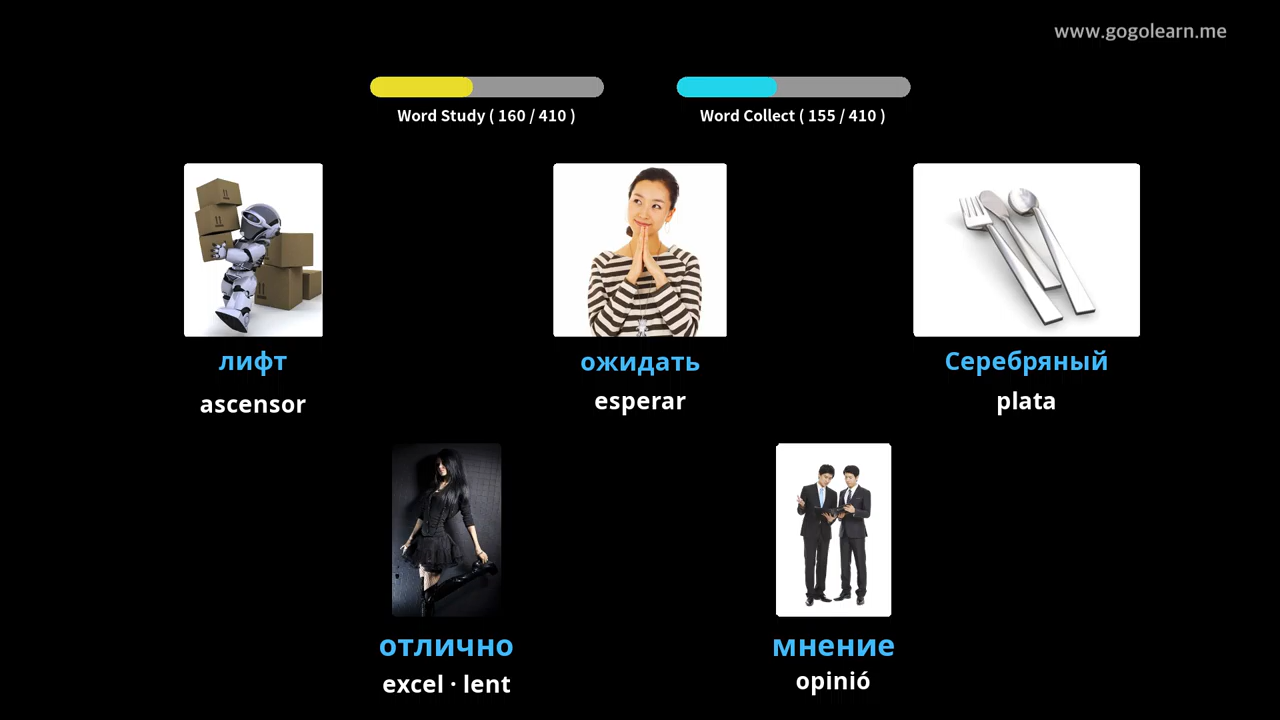 www.gogolearn.me
Word Study ( 160 / 410 )
Word Collect ( 155 / 410 )
лифт
ascensor
ожидать
esperar
Серебряный
plata
отлично
excel · lent
мнение
opinió